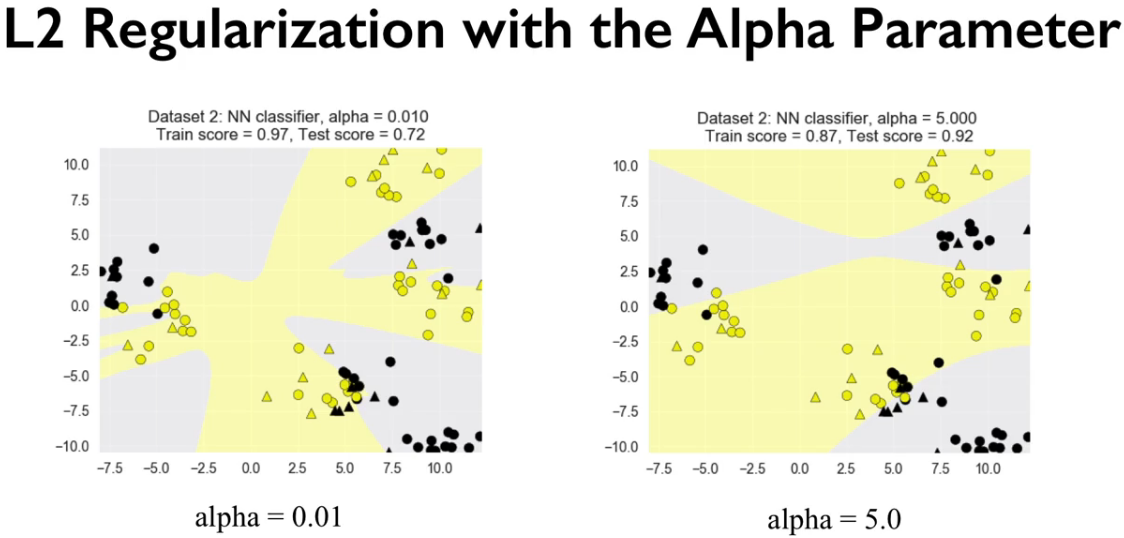 L2 Regularization with the Alpha Parameter
Dataset 2: NN classifier, alpha = 0.010
Train score = 0.97, Test score = 0.72
10.0
7.5
5.0
2.5
0.0
−2.5
−5.0
−7.5
−10.0
−7.5 −5.0 −2.5 0.0 2.5 5.0 7.5 10.0
alpha = 0.01
Dataset 2: NN classifier, alpha = 5.000
Train score = 0.87, Test score = 0.92
10.0
7.5
5.0
2.5
0.0
−2.5
−5.0
−7.5
−10.0
−7.5 −5.0 −2.5 0.0 2.5 5.0 7.5 10.0
alpha = 5.0